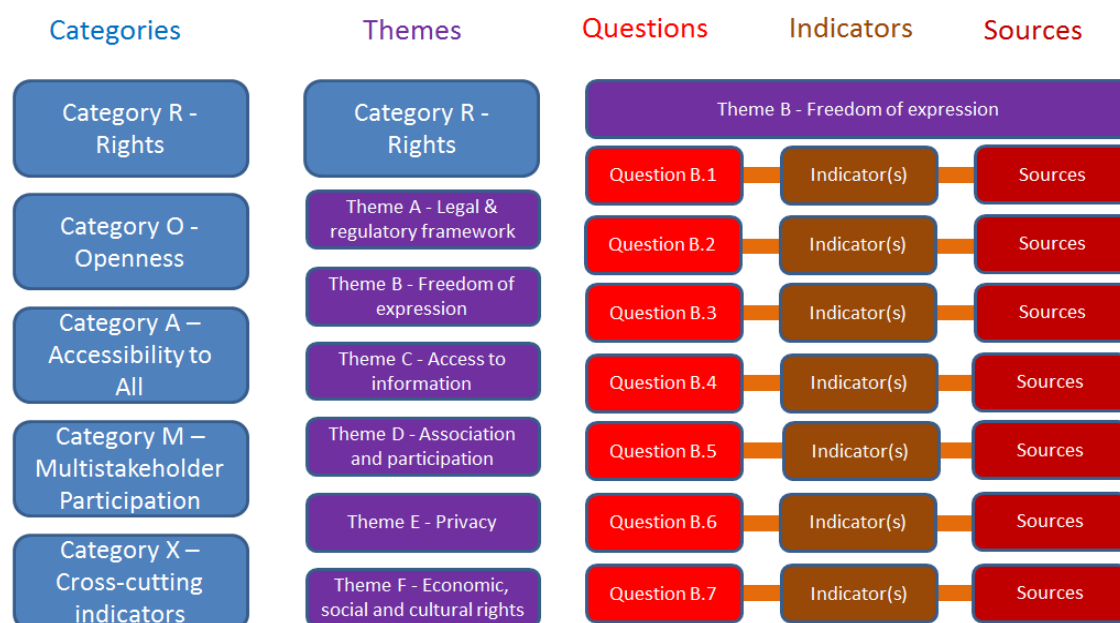 Categories
Category R -
Rights
Category O -
Openness
Category A –
Accessibility to
All
Category M –
Multistakeholder
Participation
Category X –
Cross-cutting
indicators
Themes
Category R -
Rights
Theme A - Legal &
regulatory framework
Theme B - Freedom of
expression
Theme C - Access to
information
Theme D - Association
and participation
Theme E - Privacy
Theme F - Economic,
social and cultural rights
Questions Indicators Sources
Theme B - Freedom of expression
Question B.1 Indicator(s) Sources
Question B.2 Indicator(s) Sources
Question B.3 Indicator(s) Sources
Question B.4 Indicator(s) Sources
Question B.5 Indicator(s) Sources
Question B.6 Indicator(s) Sources
Question B.7 Indicator(s) Sources